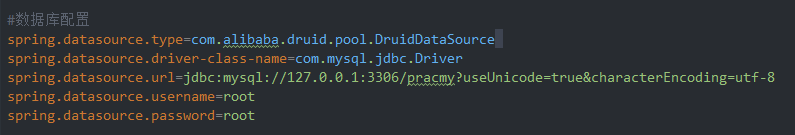 #数据库配置
spring.datasource.type=com.alibaba.druid.pool.DruidDataSource
spring.datasource.driver-class-name=com.mysql.jdbc.Driver
spring.datasource.url=jdbc:mysql://127.0.0.1:3306/pracmy?useUnicode=true&characterEncoding=utf-8
spring.datasource.username=root
spring.datasource.password=root